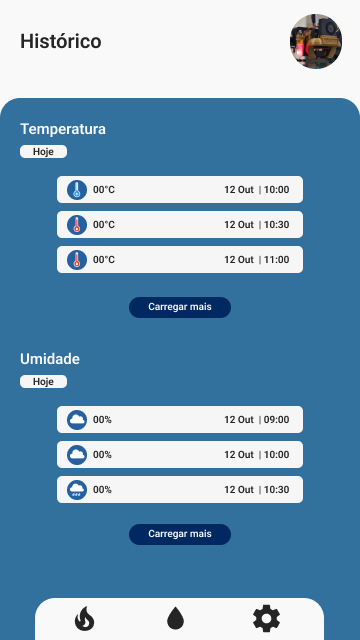 Histórico
Temperatura
Hoje
00°C 12 Out | 10:00
00°C 12 Out | 10:30
00°C 12 Out | 11:00
Carregar mais
Umidade
Hoje
00% 12 Out | 09:00
00% 12 Out | 10:00
00% 12 Out | 10:30
Carregar mais